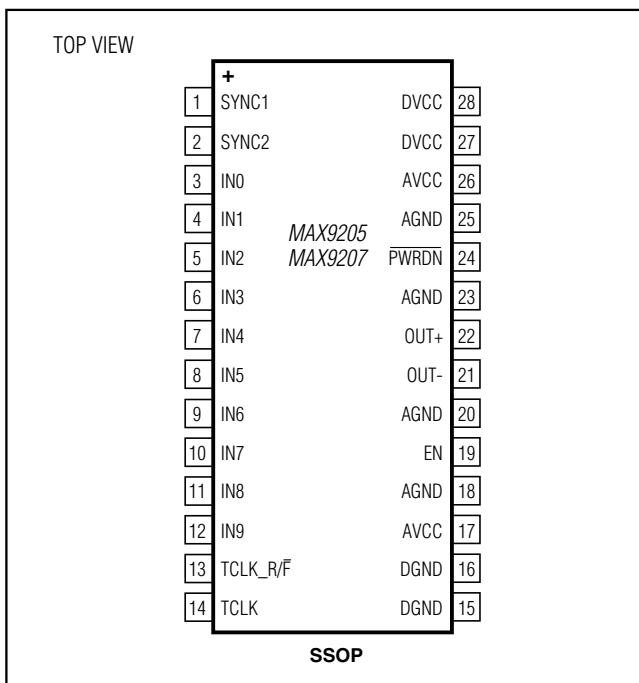 TOP VIEW
+
1 SYNC1 DVCC 28
2 SYNC2 DVCC 27
3 IN0 AVCC 26
4 IN1 AGND 25
MAX9205
5 IN2 MAX9207 P̅W̅R̅D̅N̅ 24
6 IN3 AGND 23
7 IN4 OUT+ 22
8 IN5 OUT- 21
9 IN6 AGND 20
10 IN7 EN 19
11 IN8 AGND 18
12 IN9 AVCC 17
13 TCLK_R/F̅ DGND 16
14 TCLK DGND 15
SSOP